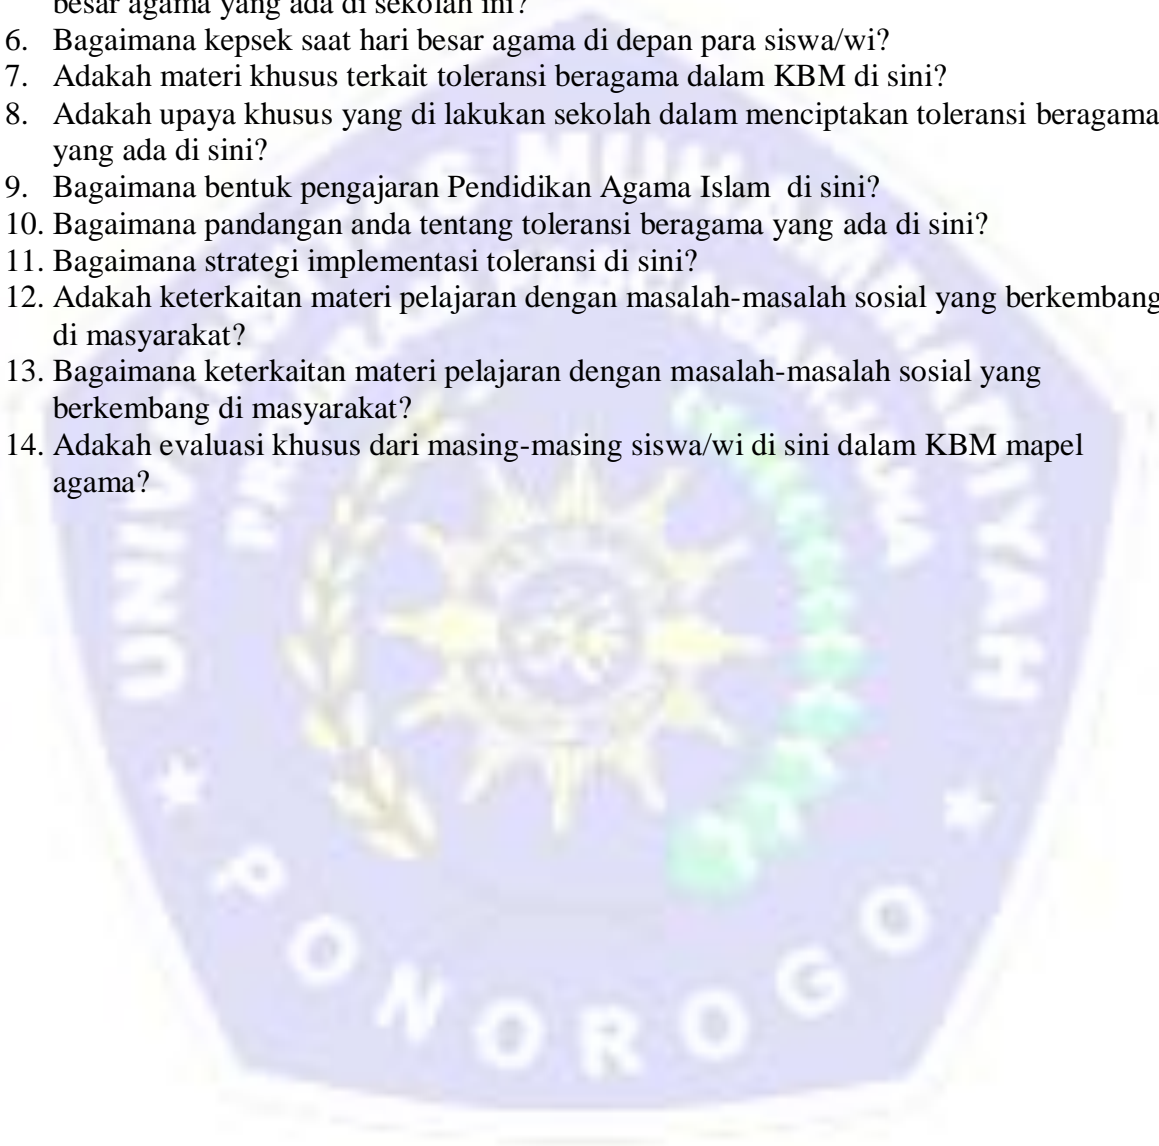 besar agama yang ada di sekolah ini?
6. Bagaimana kepsek saat hari besar agama di depan para siswa/wi?
7. Adakah materi khusus terkait toleransi beragama dalam KBM di sini?
8. Adakah upaya khusus yang di lakukan sekolah dalam menciptakan toleransi beragama
yang ada di sini?
9. Bagaimana bentuk pengajaran Pendidikan Agama Islam di sini?
10. Bagaimana pandangan anda tentang toleransi beragama yang ada di sini?
11. Bagaimana strategi implementasi toleransi di sini?
12. Adakah keterkaitan materi pelajaran dengan masalah-masalah sosial yang berkembang
di masyarakat?
13. Bagaimana keterkaitan materi pelajaran dengan masalah-masalah sosial yang
berkembang di masyarakat?
14. Adakah evaluasi khusus dari masing-masing siswa/wi di sini dalam KBM mapel
agama?
UNIVERSITAS MUHAMMADIYAH
PONOROGO